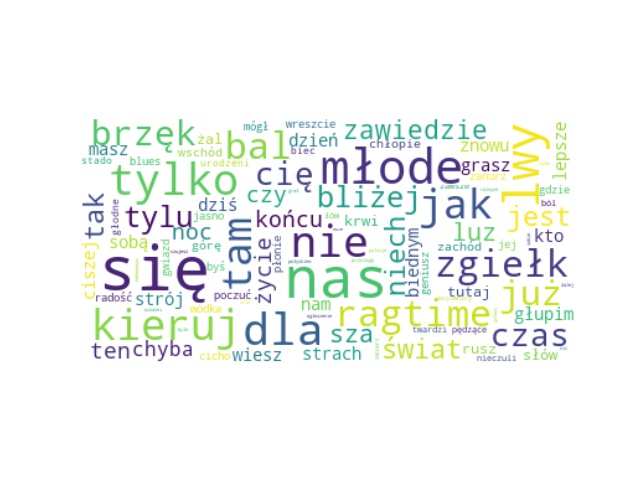 brzęk
żal
mógł
wreszcie
zawiedzie
masz
wschód
bal
dzień
chłopie
znowu
lwy
lepsze
stado
blues
urodzeni
biec
młode
grasz
tylko
cię
bliżej
gdzie
ból
tak
głodne
tylu
dziś
czy
jak
jest
jasno
końcu
krwi
niech
luz
kto
noc
sobą
górę
tam
życie
nie
biednym
zachód
jej
ciszej
gwiazd
się
byś
płonie
nas
geniusz
zgiełk
radość
strój
poczuć
nam
tutaj
już
kieruj
wódka
dla
ragtime
głupim
sza
twardzi
pędzące
czas
ten
chyba
cicho
wiesz
strach
świat
rusz
nieczuli
słów
zanurz
łów